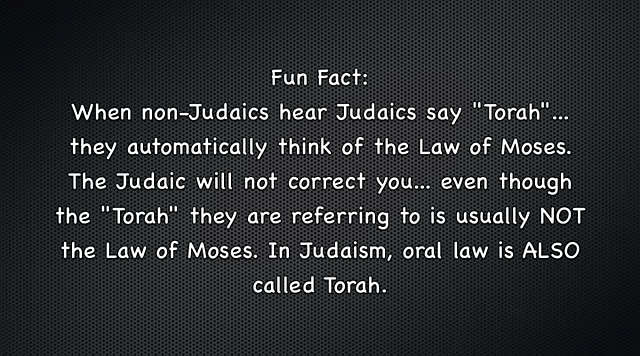 Fun Fact:
When non-Judaics hear Judaics say "Torah"...
they automatically think of the Law of Moses.
The Judaic will not correct you... even though
the "Torah" they are referring to is usually NOT
the Law of Moses. In Judaism, oral law is ALSO
called Torah.